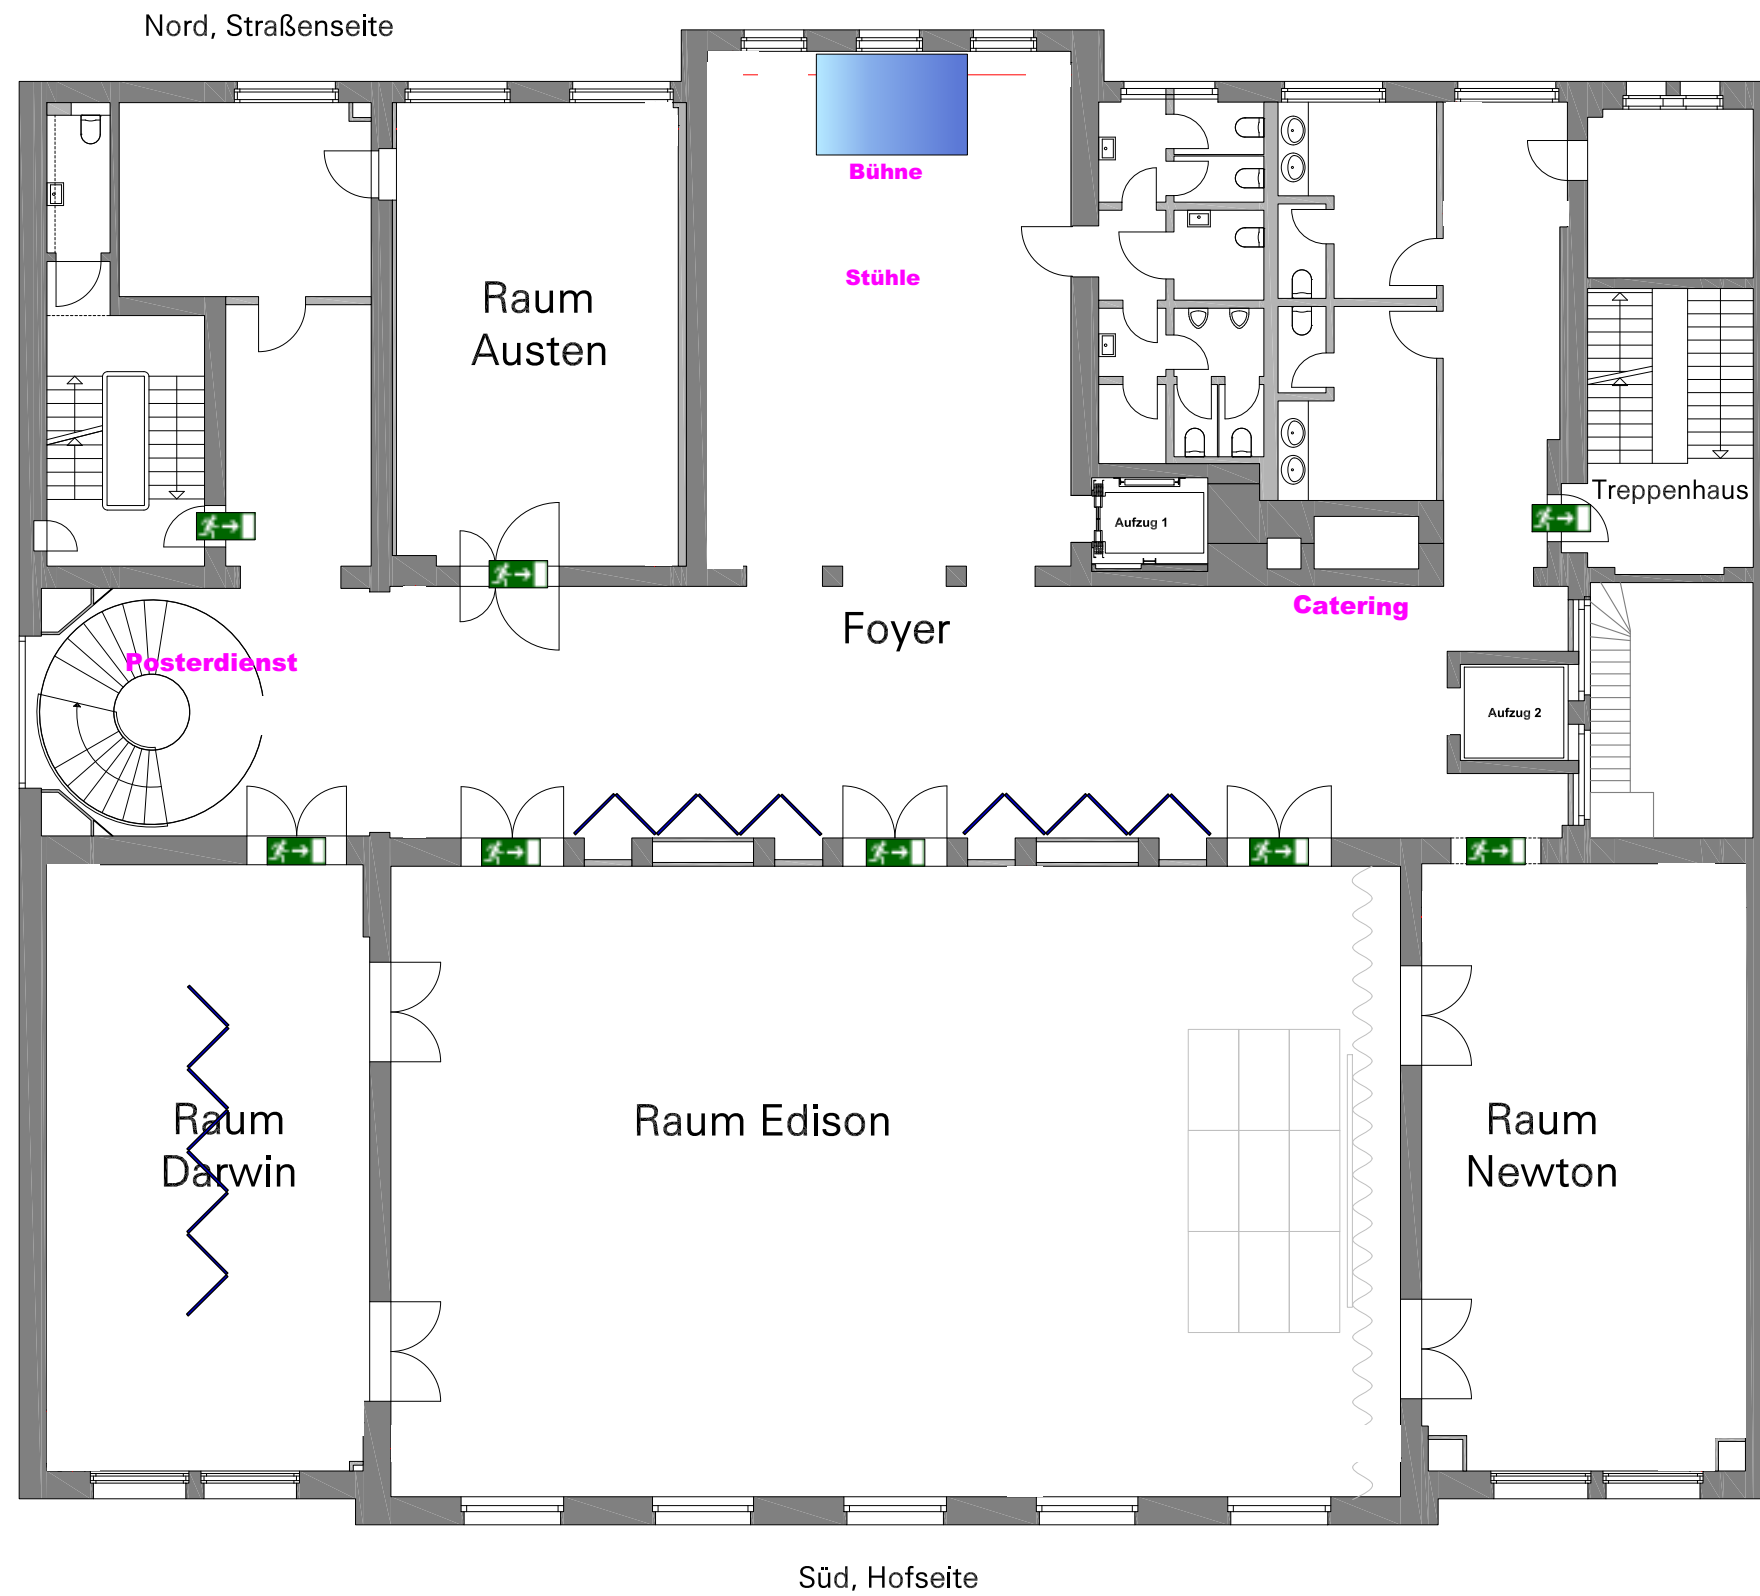 Nord, Straßenseite
Bühne
Stühle
Raum
Austen
Treppenhaus
Aufzug 1
Catering
Foyer
Posterdienst
Aufzug 2
Raum
Darwin
Raum Edison
Raum
Newton
Süd, Hofseite